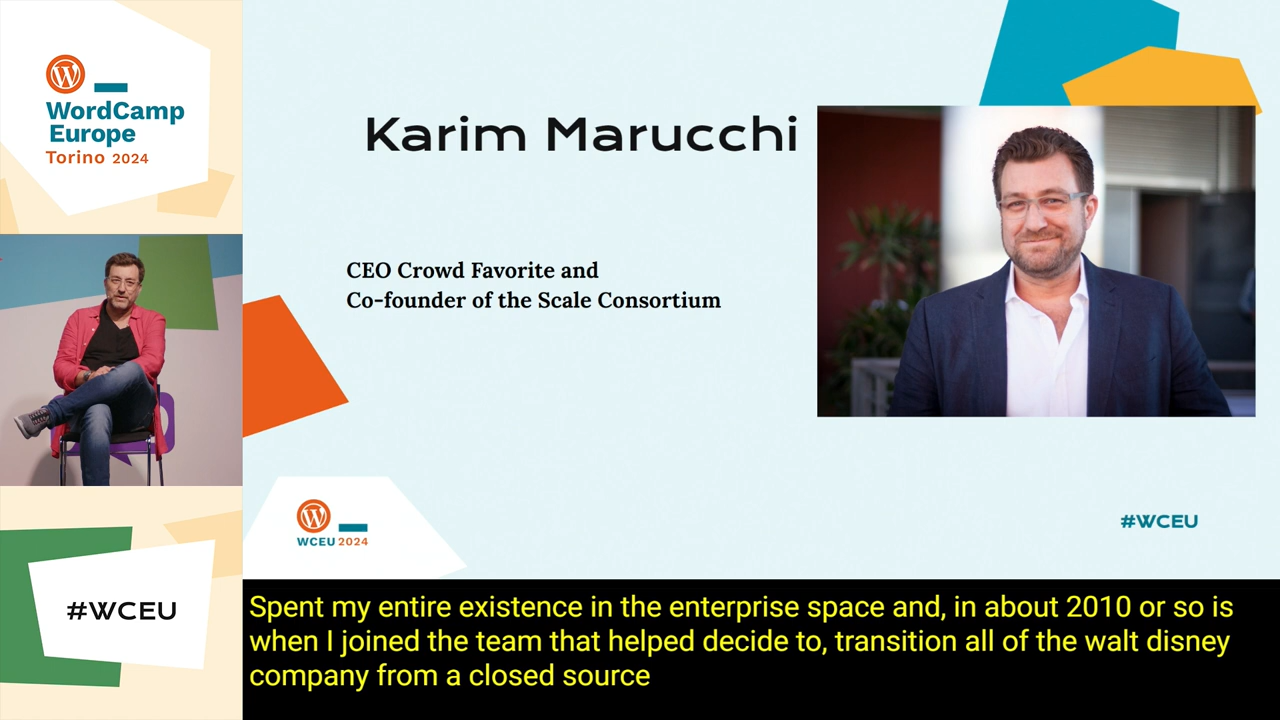 WordCamp
Europe
Torino 2024
Karim Marucchi
CEO Crowd Favorite and
Co-founder of the Scale Consortium
WCEU 2024
#WCEU
#WCEU
Spent my entire existence in the enterprise space and, in about 2010 or so is
when I joined the team that helped decide to, transition all of the walt disney
company from a closed source